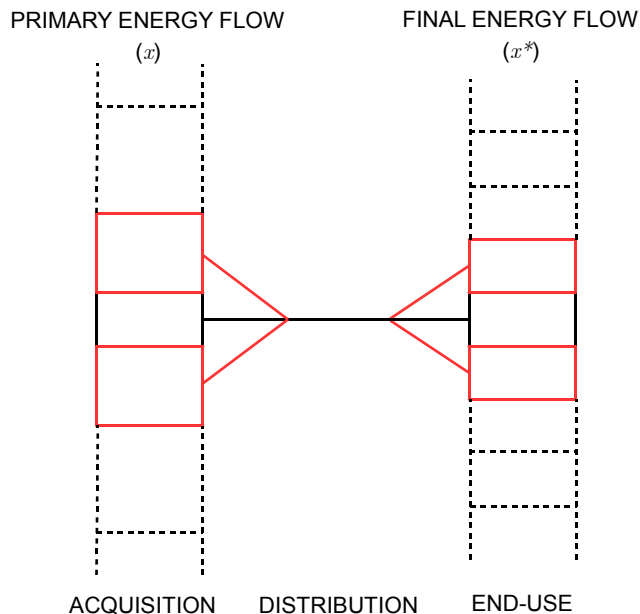 PRIMARY ENERGY FLOW
(x)
FINAL ENERGY FLOW
(x*)
ACQUISITION
DISTRIBUTION
END-USE